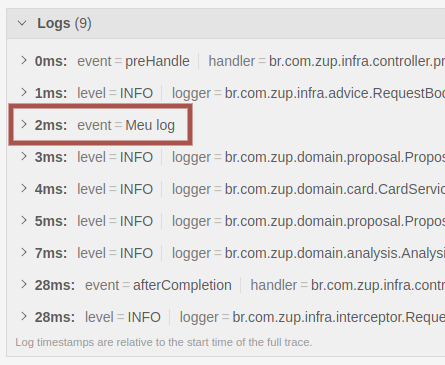 Logs (9)
0ms: event = preHandle | handler = br.com.zup.infra.controller.pr
1ms: level = INFO | logger = br.com.zup.infra.advice.RequestBod
2ms: event = Meu log
3ms: level = INFO | logger = br.com.zup.domain.proposal.Propo
4ms: level = INFO | logger = br.com.zup.domain.card.CardServic
5ms: level = INFO | logger = br.com.zup.domain.proposal.Propo
7ms: level = INFO | logger = br.com.zup.domain.analysis.Analysi
28ms: event = afterCompletion | handler = br.com.zup.infra.contr
28ms: level = INFO | logger = br.com.zup.infra.interceptor.Reque
Log timestamps are relative to the start time of the full trace.